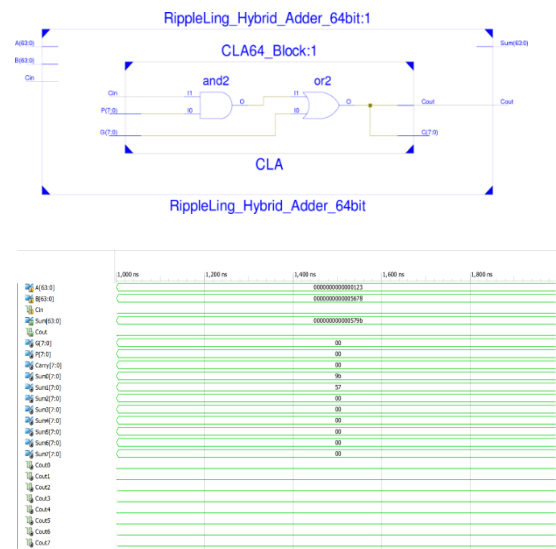 RippleLing_Hybrid_Adder_64bit:1
A(63:0)
Sum(63:0)
CLA64_Block:1
B(63:0)
Cin
and2
or2
Cin
I1
I1
O
O
Cout
Cout
P(7:0)
I0
I0
G(7:0)
C(7:0)
CLA
RippleLing_Hybrid_Adder_64bit
1,000 ns
1,200 ns
1,400 ns
1,600 ns
1,800 ns
A[63:0] 0000000000000123
B[63:0] 0000000000005678
Cin
Sum[63:0] 000000000000579b
Cout
G[7:0] 00
P[7:0] 00
Carry[7:0] 00
Sum0[7:0] 9b
Sum1[7:0] 57
Sum2[7:0] 00
Sum3[7:0] 00
Sum4[7:0] 00
Sum5[7:0] 00
Sum6[7:0] 00
Sum7[7:0] 00
Cout0
Cout1
Cout2
Cout3
Cout4
Cout5
Cout6
Cout7